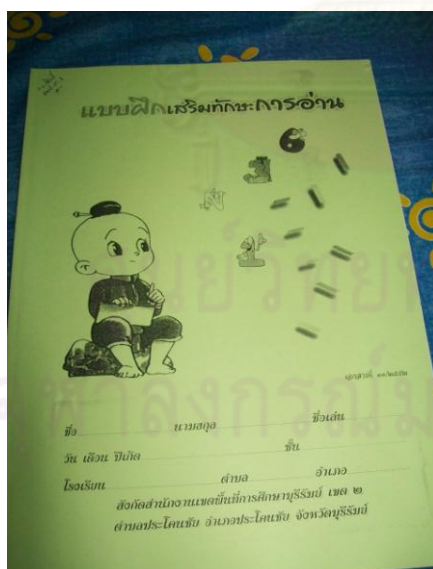 แบบฝึกเสริมทักษะการอ่าน
ชื่อ นามสกุล ชื่อเล่น
วัน เดือน ปีเกิด ชั้น
โรงเรียน ตำบล อำเภอ
สังกัดสำนักงานเขตพื้นที่การศึกษาบุรีรัมย์ เขต ๒
ตำบลประโคนชัย อำเภอประโคนชัย จังหวัดบุรีรัมย์